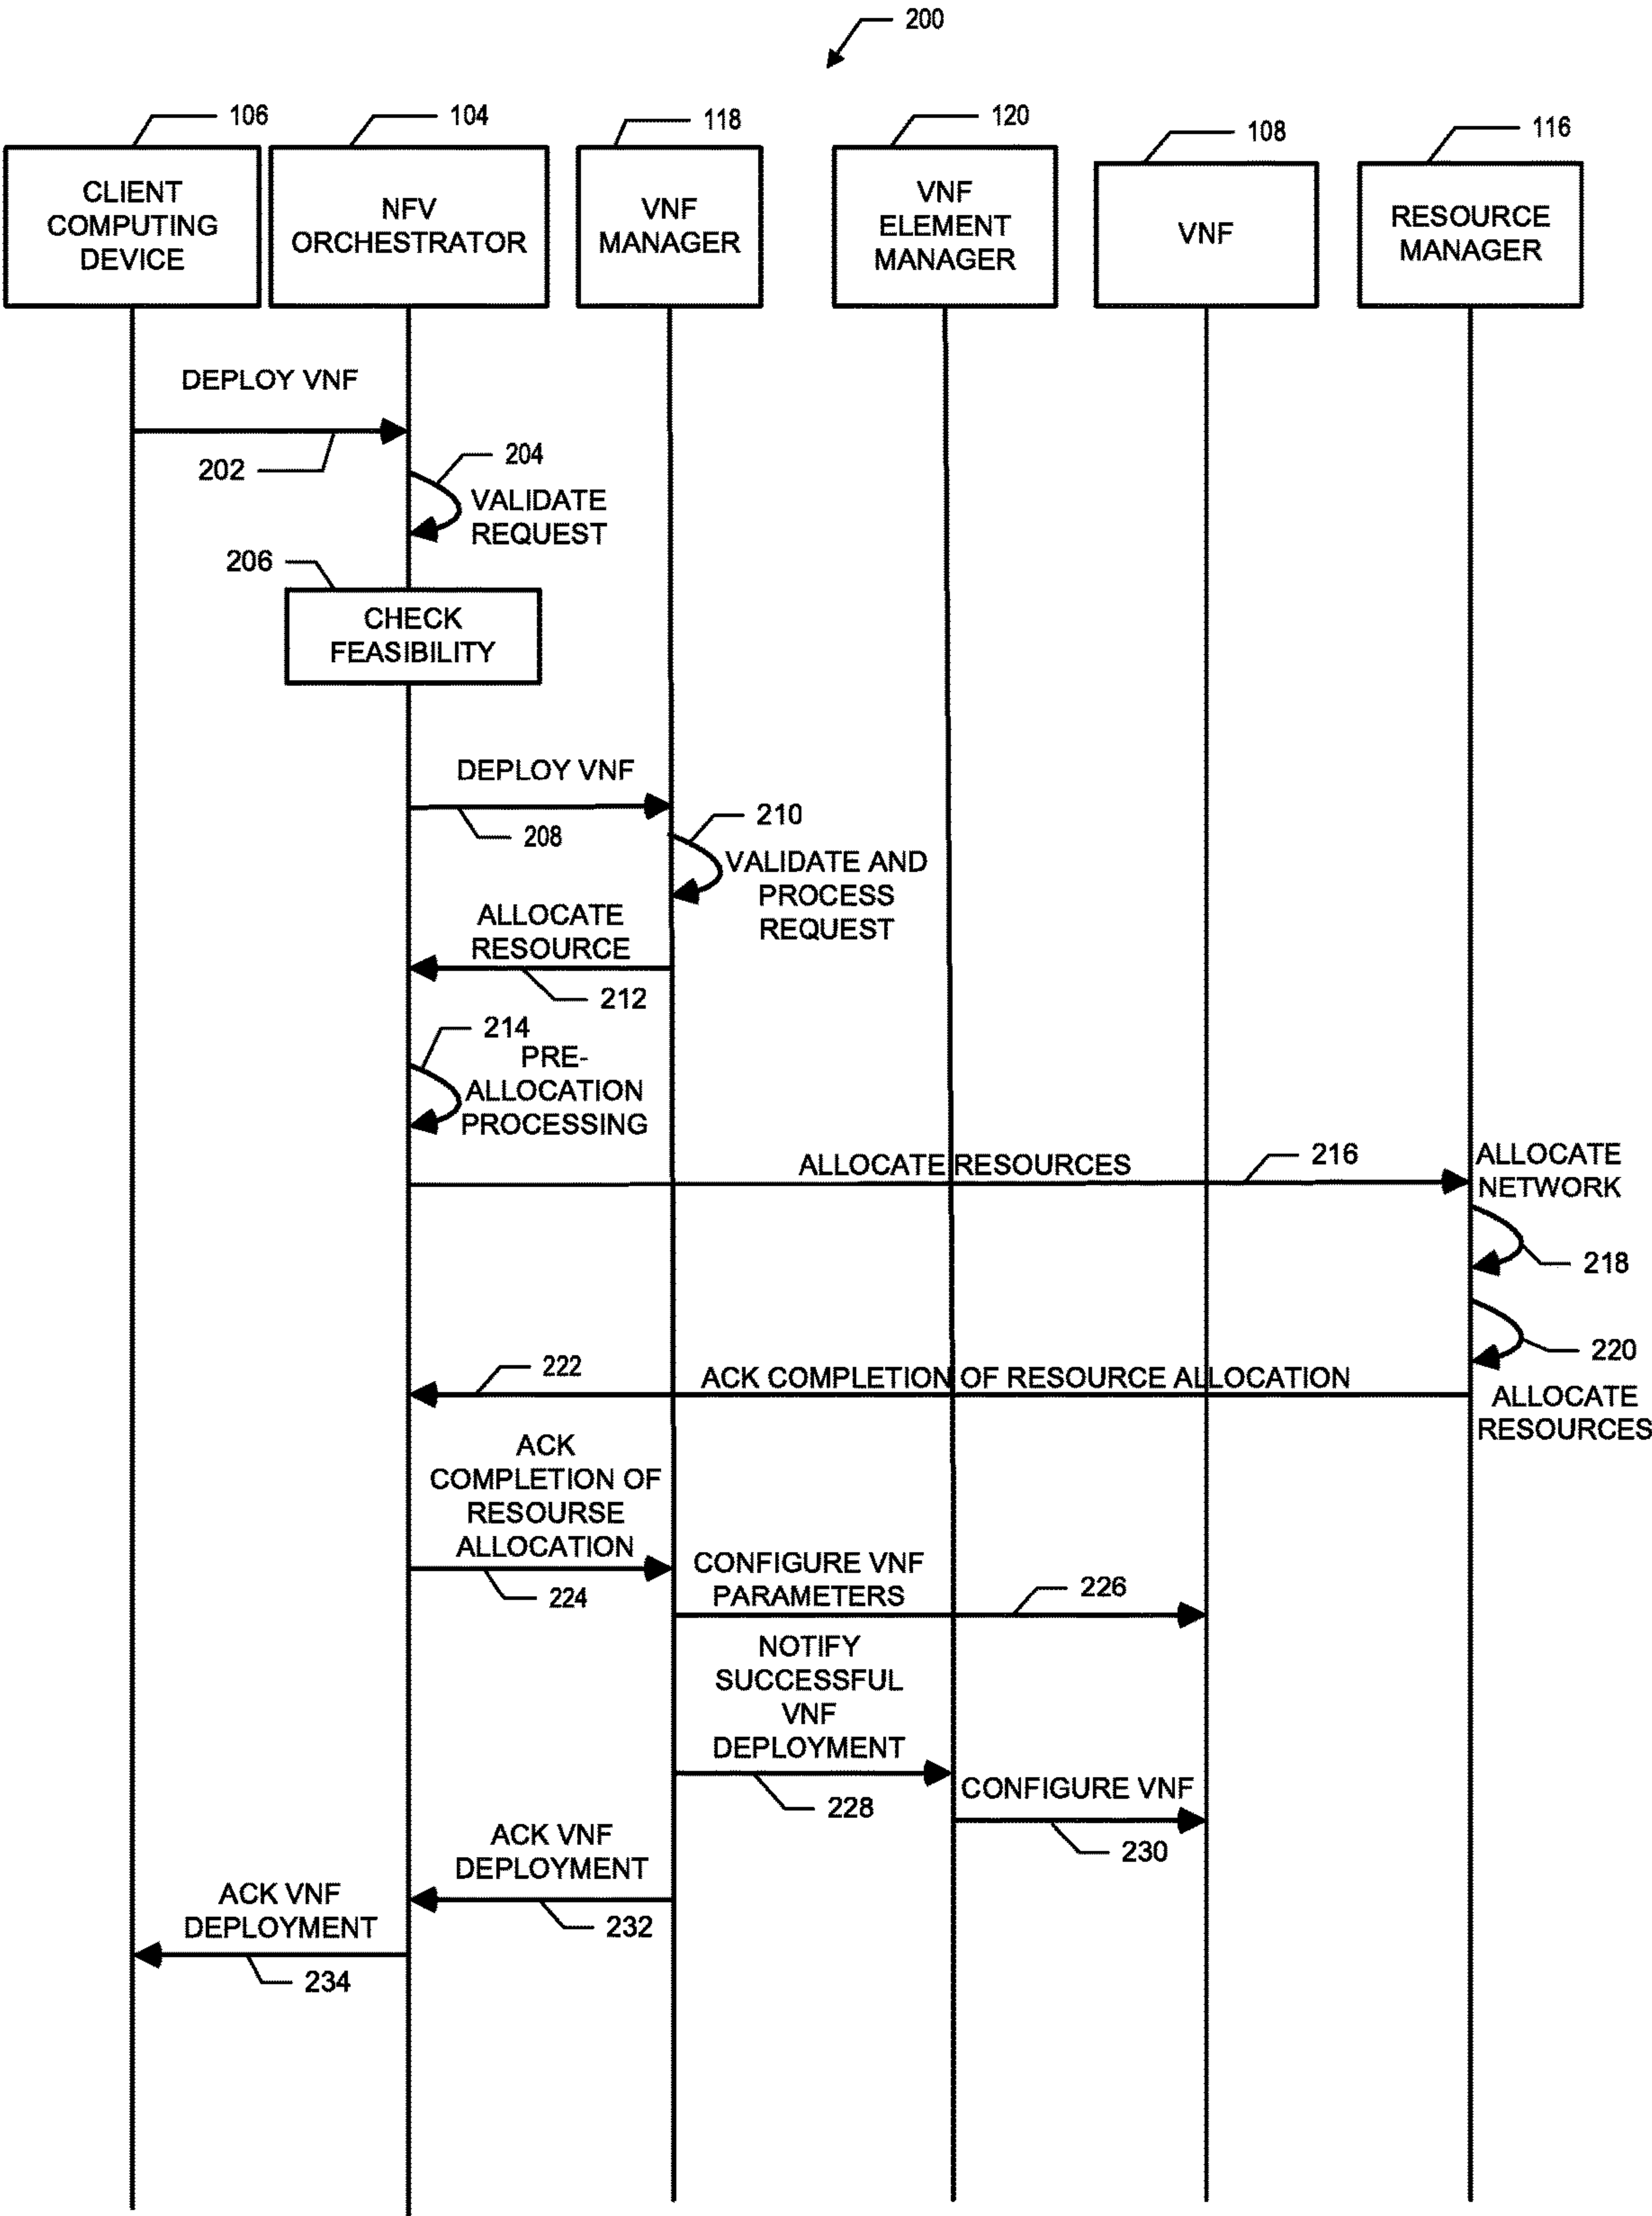 200
106
104
118
120
108
116
CLIENT
COMPUTING
DEVICE
NFV
ORCHESTRATOR
VNF
MANAGER
VNF
ELEMENT
MANAGER
VNF
RESOURCE
MANAGER
DEPLOY VNF
202
204
VALIDATE
REQUEST
206
CHECK
FEASIBILITY
DEPLOY VNF
208
210
VALIDATE AND
PROCESS
REQUEST
ALLOCATE
RESOURCE
212
214
PRE-
ALLOCATION
PROCESSING
ALLOCATE RESOURCES
216
ALLOCATE
NETWORK
218
220
222
ACK COMPLETION OF RESOURCE ALLOCATION
ALLOCATE
RESOURCES
ACK
COMPLETION OF
RESOURSE
ALLOCATION
224
CONFIGURE VNF
PARAMETERS
226
NOTIFY
SUCCESSFUL
VNF
DEPLOYMENT
228
CONFIGURE VNF
230
ACK VNF
DEPLOYMENT
232
ACK VNF
DEPLOYMENT
234